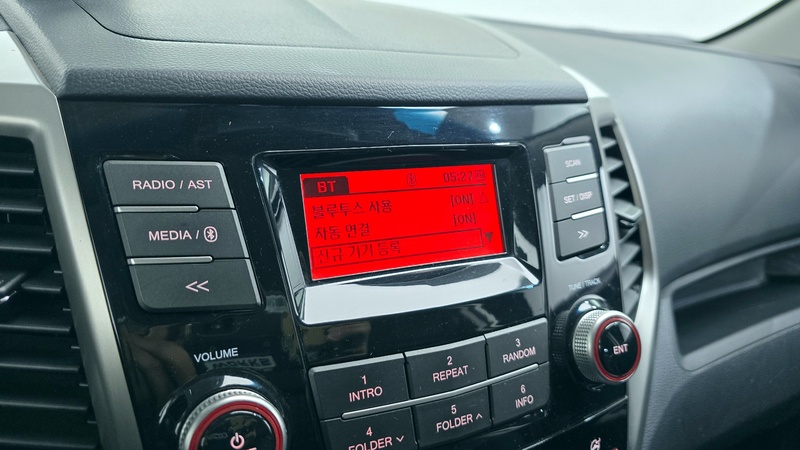 RADIO / AST
MEDIA /
<<
VOLUME
BT 05:27
블루투스 사용 [ON]
자동 연결 [ON]
신규 기기 등록
SCAN
SET / DISP
>>
TUNE / TRACK
ENT
1 INTRO
2 REPEAT
3 RANDOM
4 FOLDER ∨
5 FOLDER ∧
6 INFO